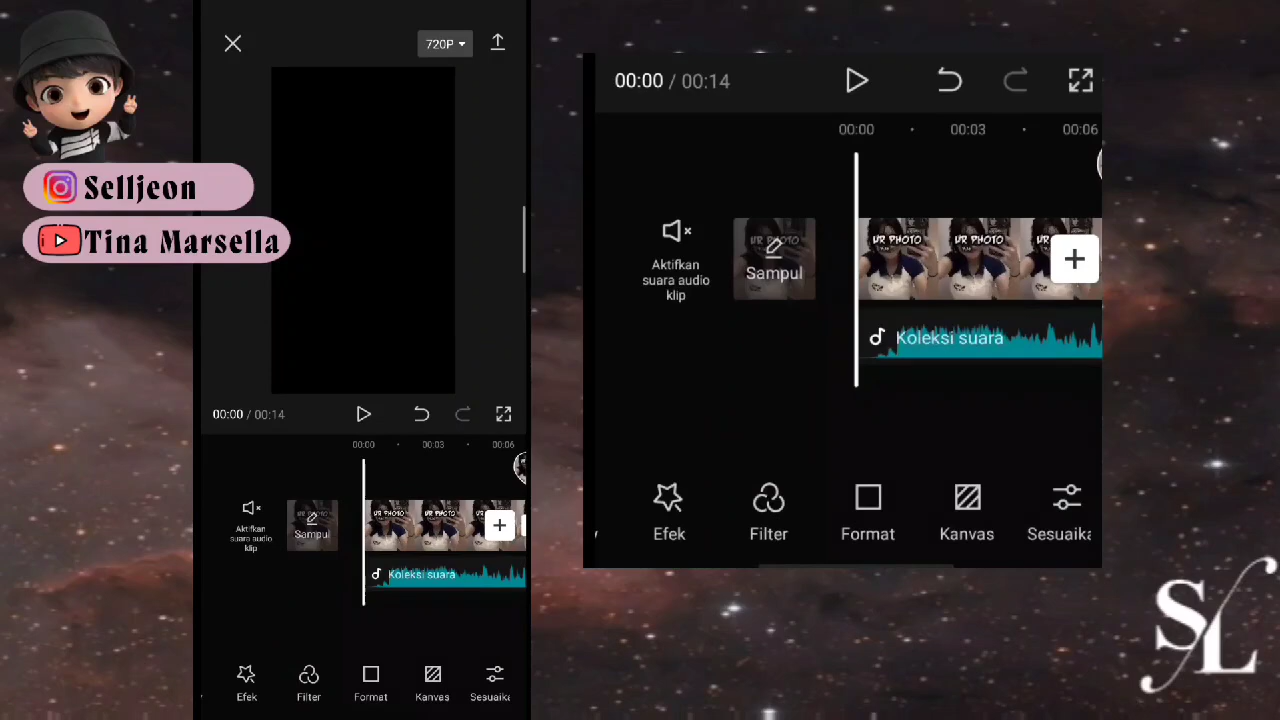 Selljeon
Tina Marsella
720P
00:00 / 00:14
00:00
00:03
00:06
Aktifkan
suara audio
klip
Sampul
UR PHOTO
UR PHOTO
Koleksi suara
Efek
Filter
Format
Kanvas
Sesuaika
00:00 / 00:14
00:00
00:03
00:06
Aktifkan
suara audio
klip
Sampul
UR PHOTO
UR PHOTO
UR PHOTO
Koleksi suara
Efek
Filter
Format
Kanvas
Sesuaika
SL